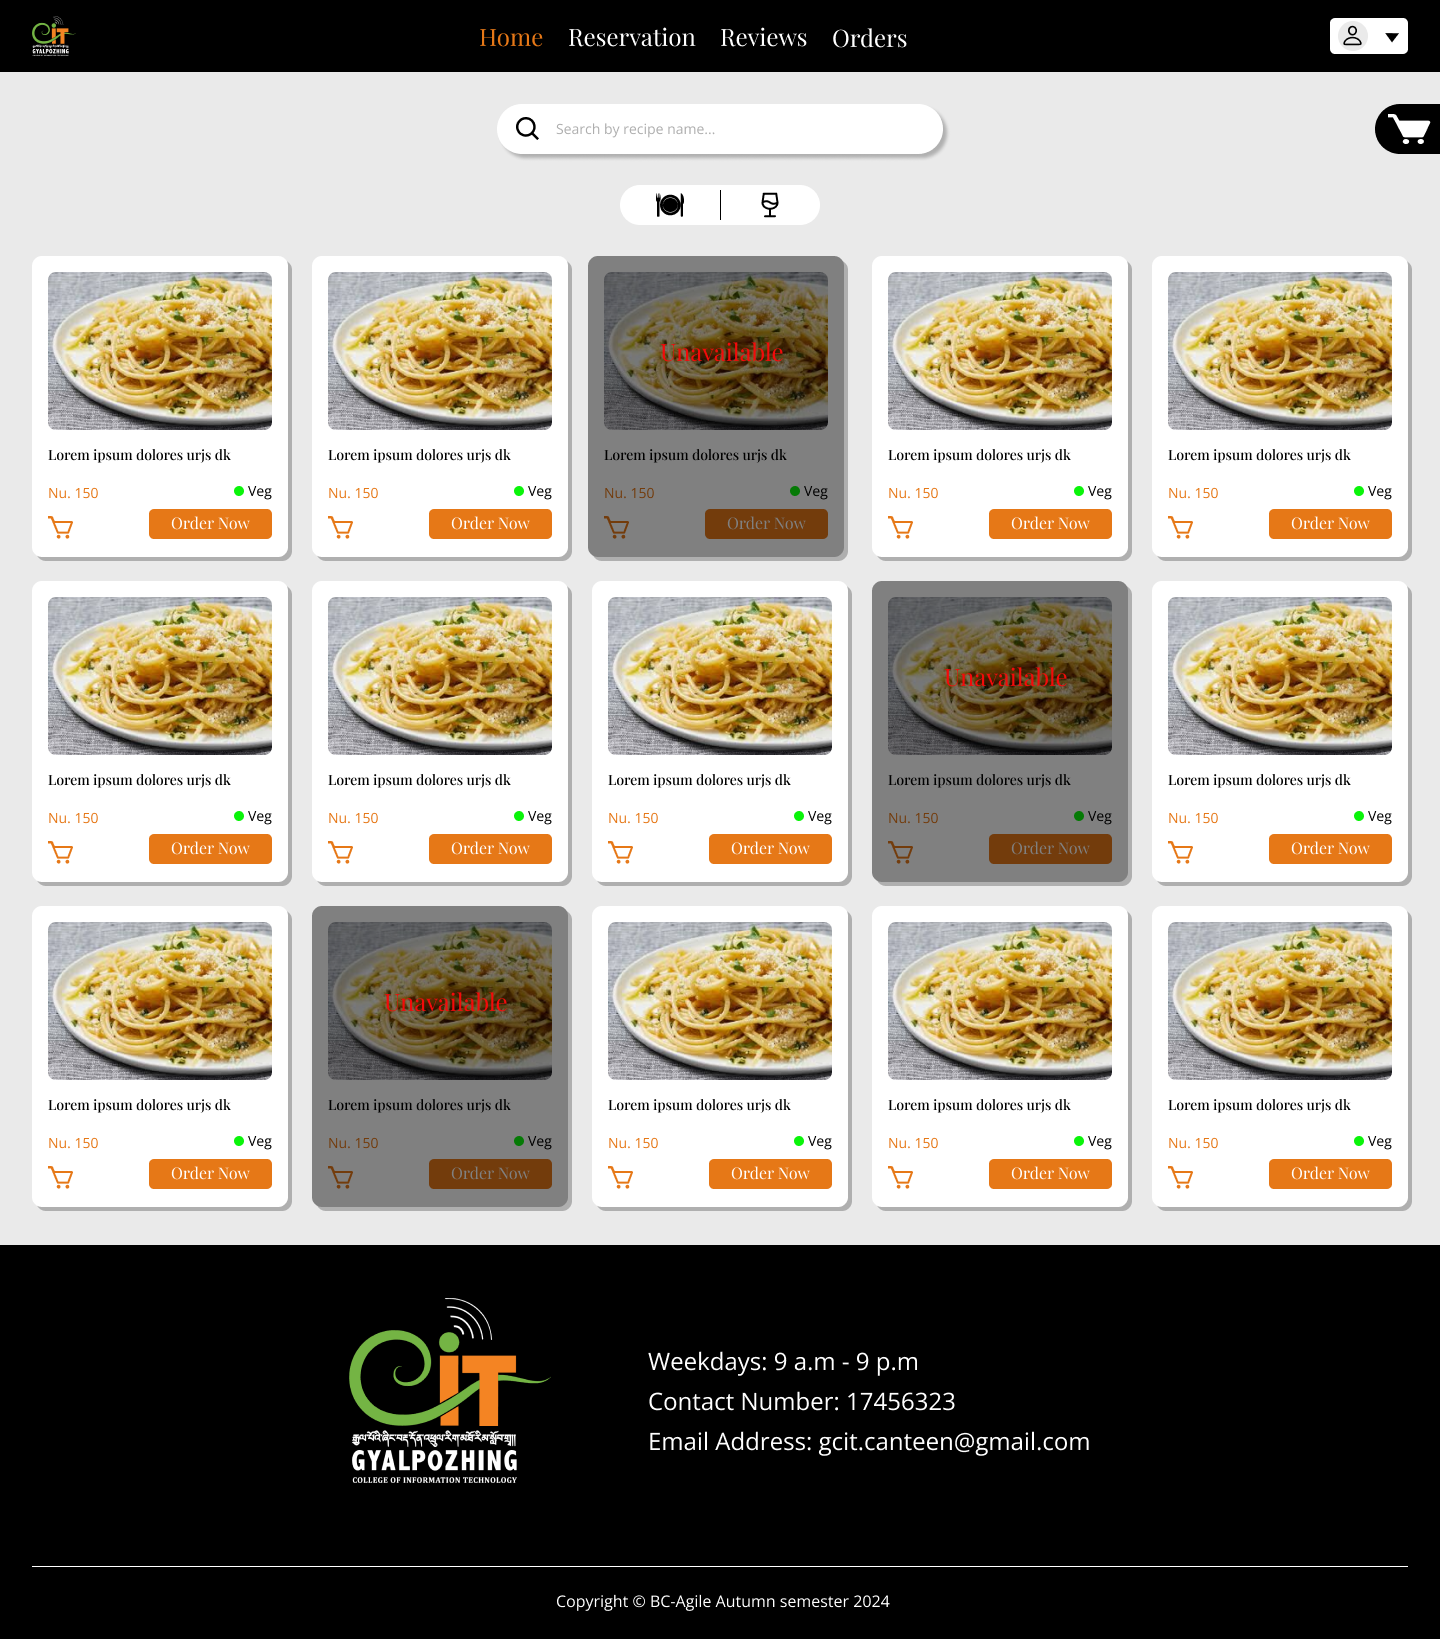 CiT
GYALPOZHING
Home Reservation Reviews Orders
Search by recipe name...
Unavailable
Lorem ipsum dolores urjs dk Lorem ipsum dolores urjs dk Lorem ipsum dolores urjs dk Lorem ipsum dolores urjs dk Lorem ipsum dolores urjs dk
Nu. 150 Veg Nu. 150 Veg Nu. 150 Veg Nu. 150 Veg Nu. 150 Veg
Order Now Order Now Order Now Order Now Order Now
Unavailable
Lorem ipsum dolores urjs dk Lorem ipsum dolores urjs dk Lorem ipsum dolores urjs dk Lorem ipsum dolores urjs dk Lorem ipsum dolores urjs dk
Nu. 150 Veg Nu. 150 Veg Nu. 150 Veg Nu. 150 Veg Nu. 150 Veg
Order Now Order Now Order Now Order Now Order Now
Unavailable
Lorem ipsum dolores urjs dk Lorem ipsum dolores urjs dk Lorem ipsum dolores urjs dk Lorem ipsum dolores urjs dk Lorem ipsum dolores urjs dk
Nu. 150 Veg Nu. 150 Veg Nu. 150 Veg Nu. 150 Veg Nu. 150 Veg
Order Now Order Now Order Now Order Now Order Now
CiT
GYALPOZHING
COLLEGE OF INFORMATION TECHNOLOGY
Weekdays: 9 a.m - 9 p.m
Contact Number: 17456323
Email Address: gcit.canteen@gmail.com
Copyright © BC-Agile Autumn semester 2024